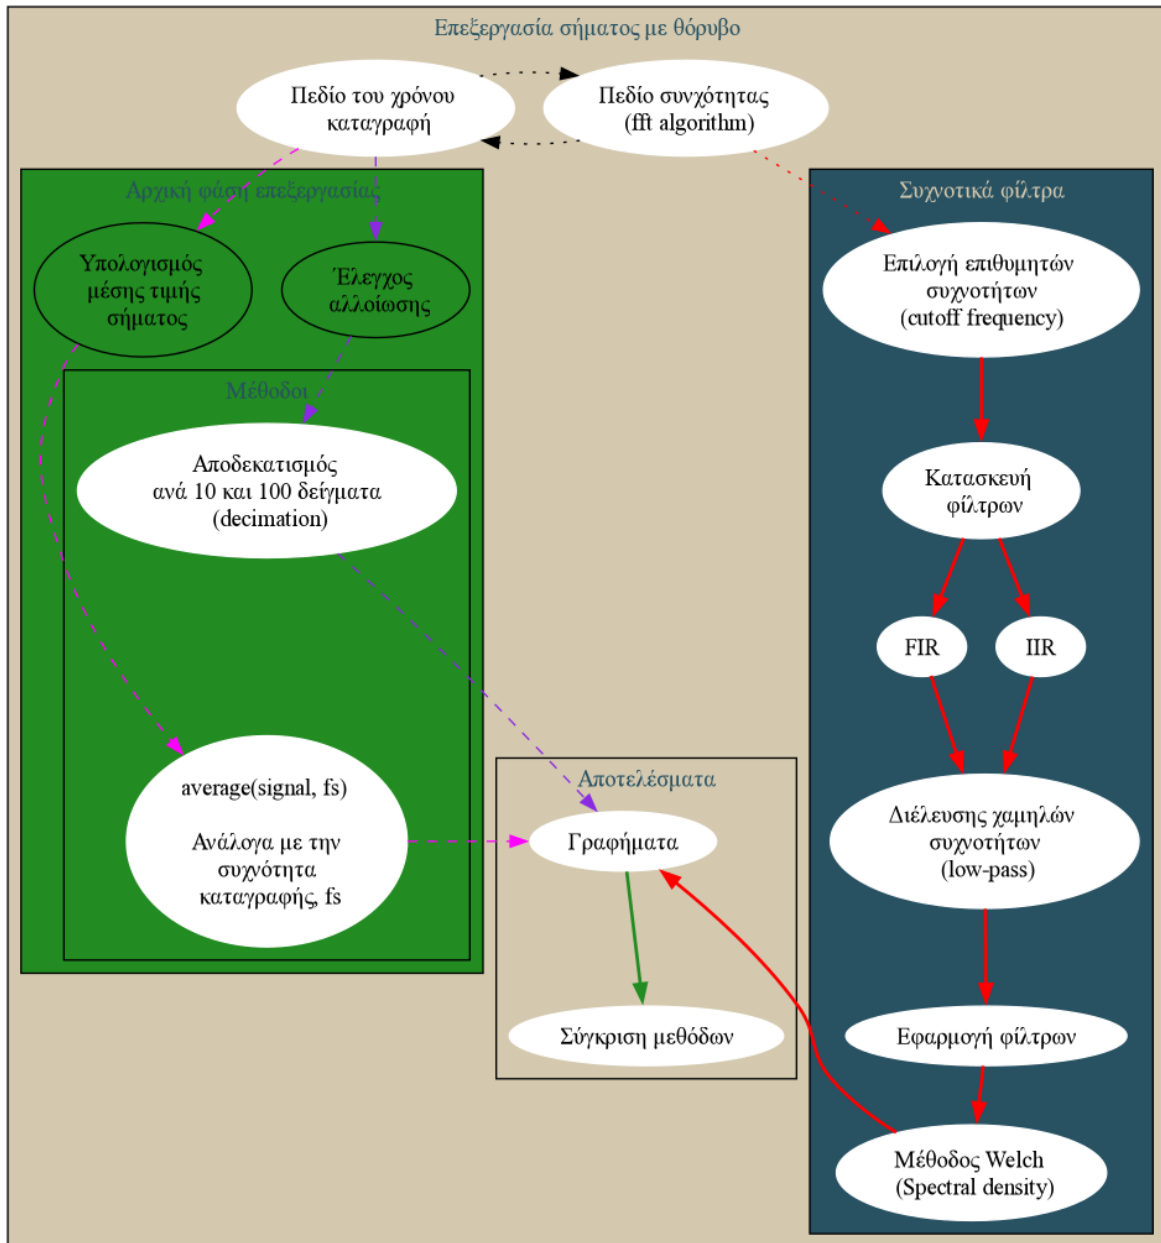 Επεξεργασία σήματος με θόρυβο
Πεδίο του χρόνου
καταγραφή
Πεδίο συνχότητας
(fft algorithm)
Αρχική φάση επεξεργασίας
Υπολογισμός
μέσης τιμής
σήματος
Έλεγχος
αλλοίωσης
Μέθοδοι
Αποδεκατισμός
ανά 10 και 100 δείγματα
(decimation)
average(signal, fs)
Ανάλογα με την
συχνότητα
καταγραφής, fs
Αποτελέσματα
Γραφήματα
Σύγκριση μεθόδων
Συχνοτικά φίλτρα
Επιλογή επιθυμητών
συχνοτήτων
(cutoff frequency)
Κατασκευή
φίλτρων
FIR
IIR
Διέλευσης χαμηλών
συχνοτήτων
(low-pass)
Εφαρμογή φίλτρων
Μέθοδος Welch
(Spectral density)